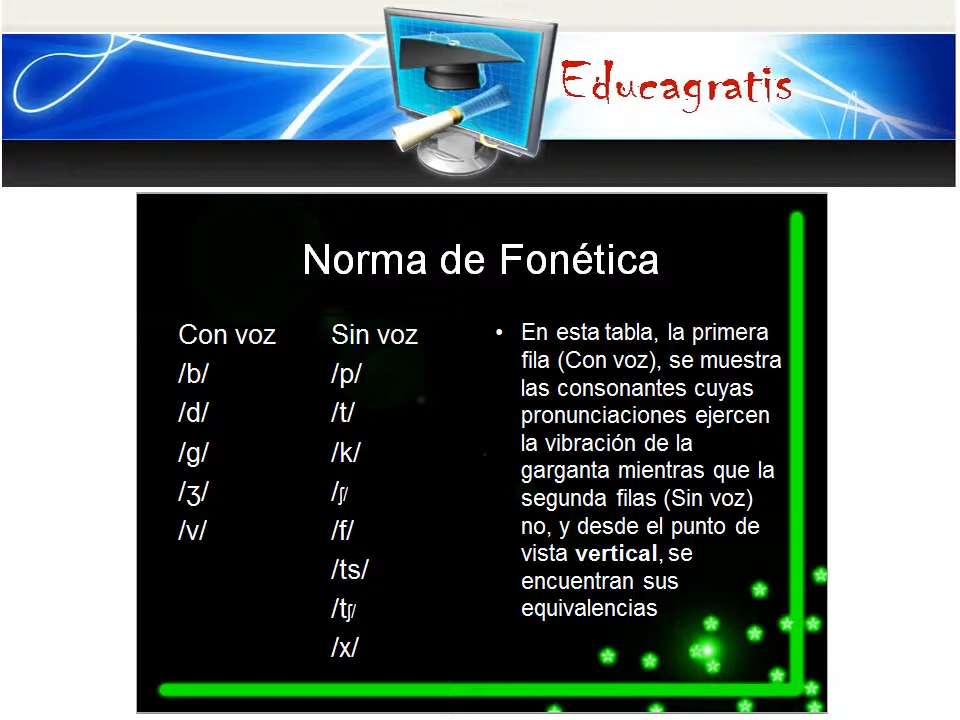 Educagratis
Norma de Fonética
Con voz Sin voz
/b/ /p/
/d/ /t/
/g/ /k/
/ʒ/ /ʃ/
/v/ /f/
/ts/
/tʃ/
/x/
• En esta tabla, la primera
fila (Con voz), se muestra
las consonantes cuyas
pronunciaciones ejercen
la vibración de la
garganta mientras que la
segunda filas (Sin voz)
no, y desde el punto de
vista vertical, se
encuentran sus
equivalencias